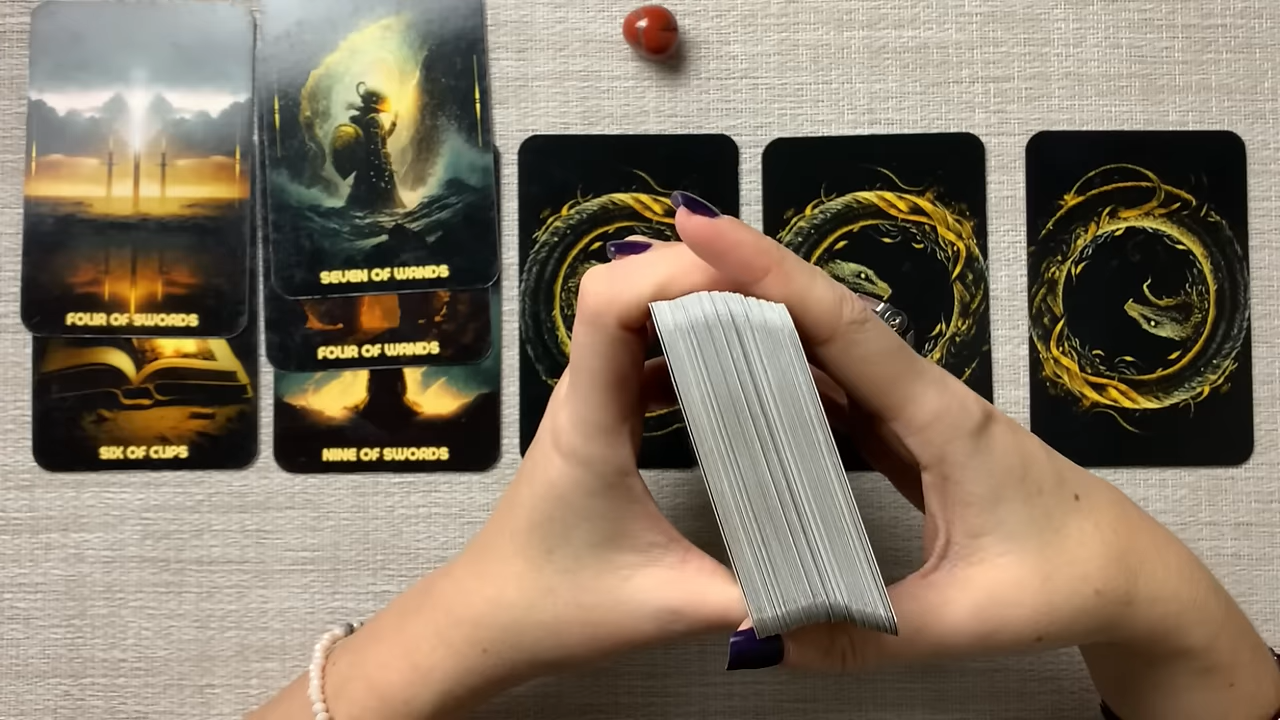 FOUR OF SWORDS
SIX OF CUPS
SEVEN OF WANDS
FOUR OF WANDS
NINE OF SWORDS